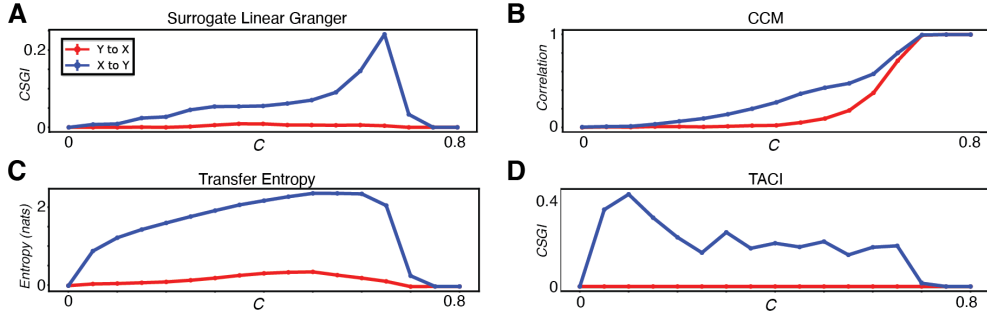 A
Surrogate Linear Granger
CSGI
0.2
0
Y to X
X to Y
0
C
0.8
B
CCM
Correlation
1
0
0
C
0.8
C
Transfer Entropy
Entropy (nats)
2
0
0
C
0.8
D
TACI
CSGI
0.4
0
0
C
0.8